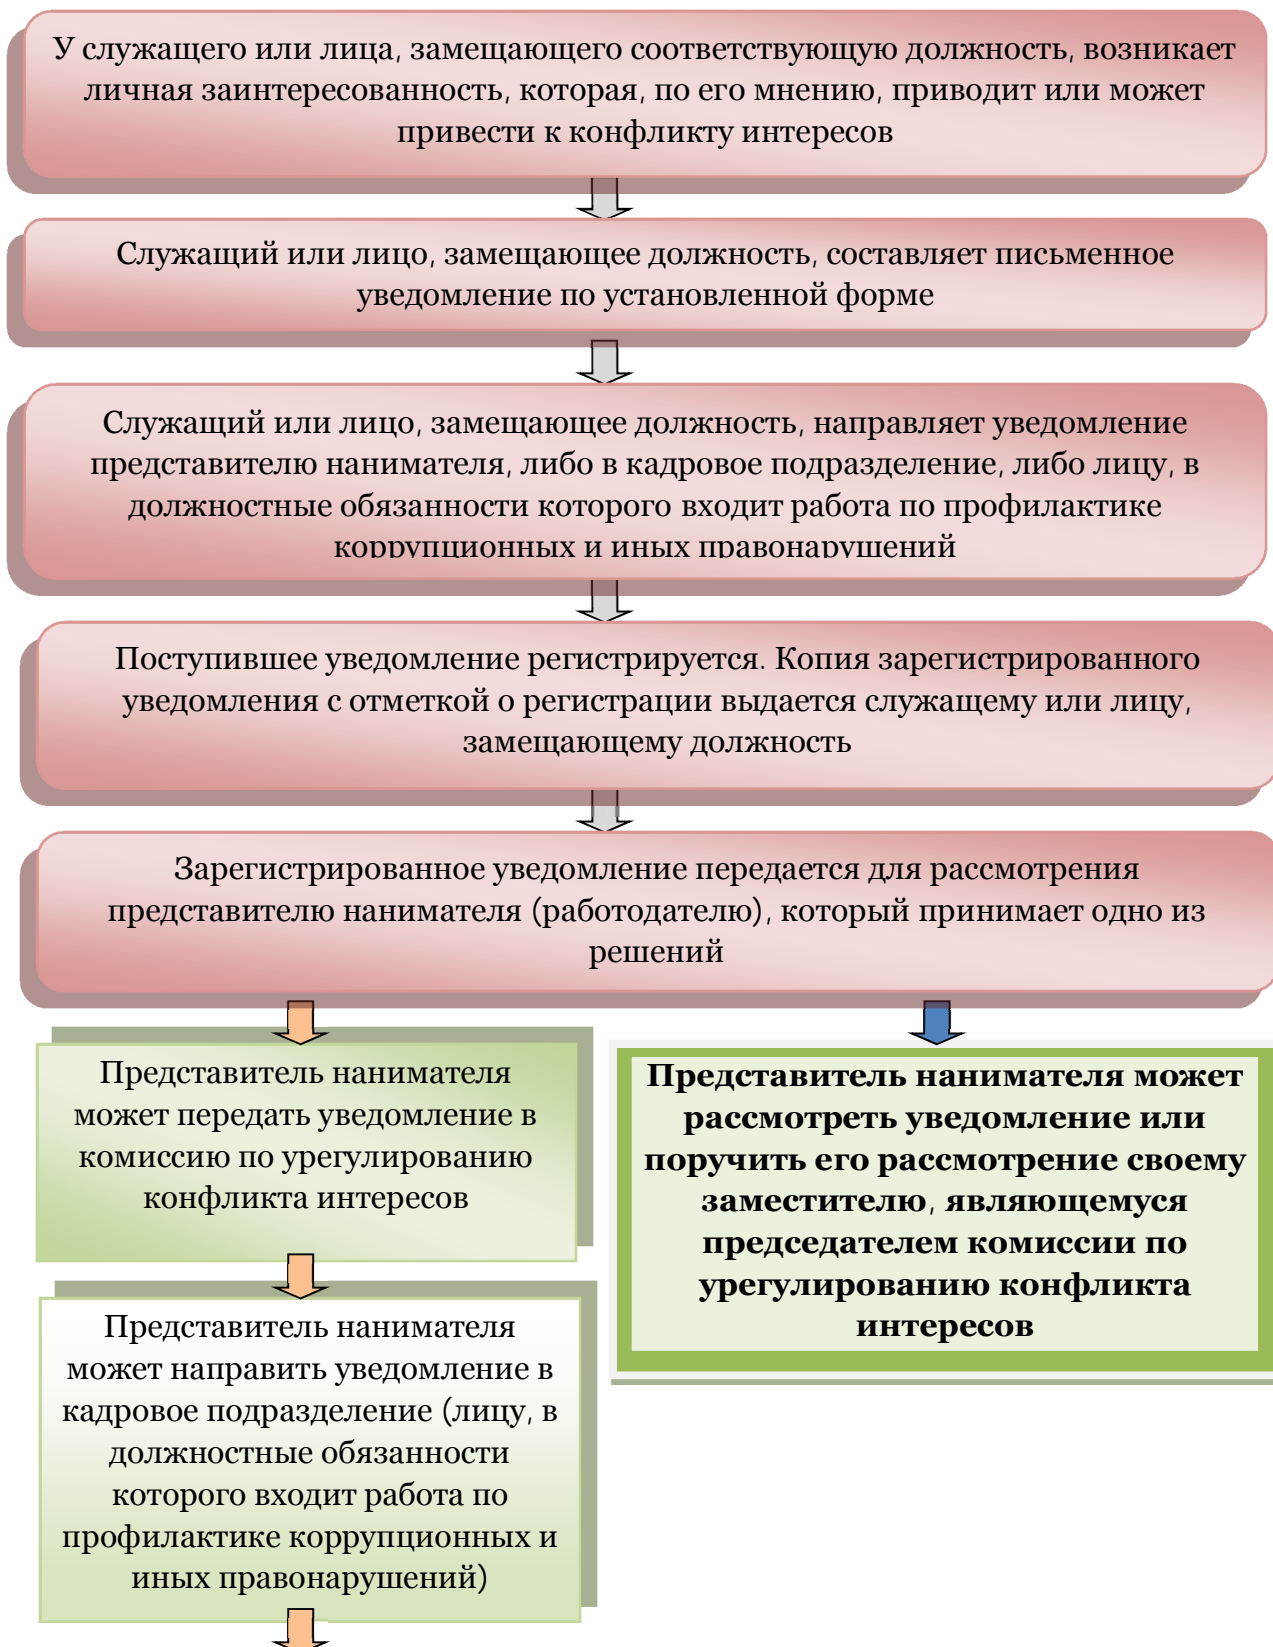 У служащего или лица, замещающего соответствующую должность, возникает
личная заинтересованность, которая, по его мнению, приводит или может
привести к конфликту интересов
Служащий или лицо, замещающее должность, составляет письменное
уведомление по установленной форме
Служащий или лицо, замещающее должность, направляет уведомление
представителю нанимателя, либо в кадровое подразделение, либо лицу, в
должностные обязанности которого входит работа по профилактике
коррупционных и иных правонарушений
Поступившее уведомление регистрируется. Копия зарегистрированного
уведомления с отметкой о регистрации выдается служащему или лицу,
замещающему должность
Зарегистрированное уведомление передается для рассмотрения
представителю нанимателя (работодателю), который принимает одно из
решений
Представитель нанимателя
может передать уведомление в
комиссию по урегулированию
конфликта интересов
Представитель нанимателя
может направить уведомление в
кадровое подразделение (лицу, в
должностные обязанности
которого входит работа по
профилактике коррупционных и
иных правонарушений)
Представитель нанимателя может
рассмотреть уведомление или
поручить его рассмотрение своему
заместителю, являющемуся
председателем комиссии по
урегулированию конфликта
интересов